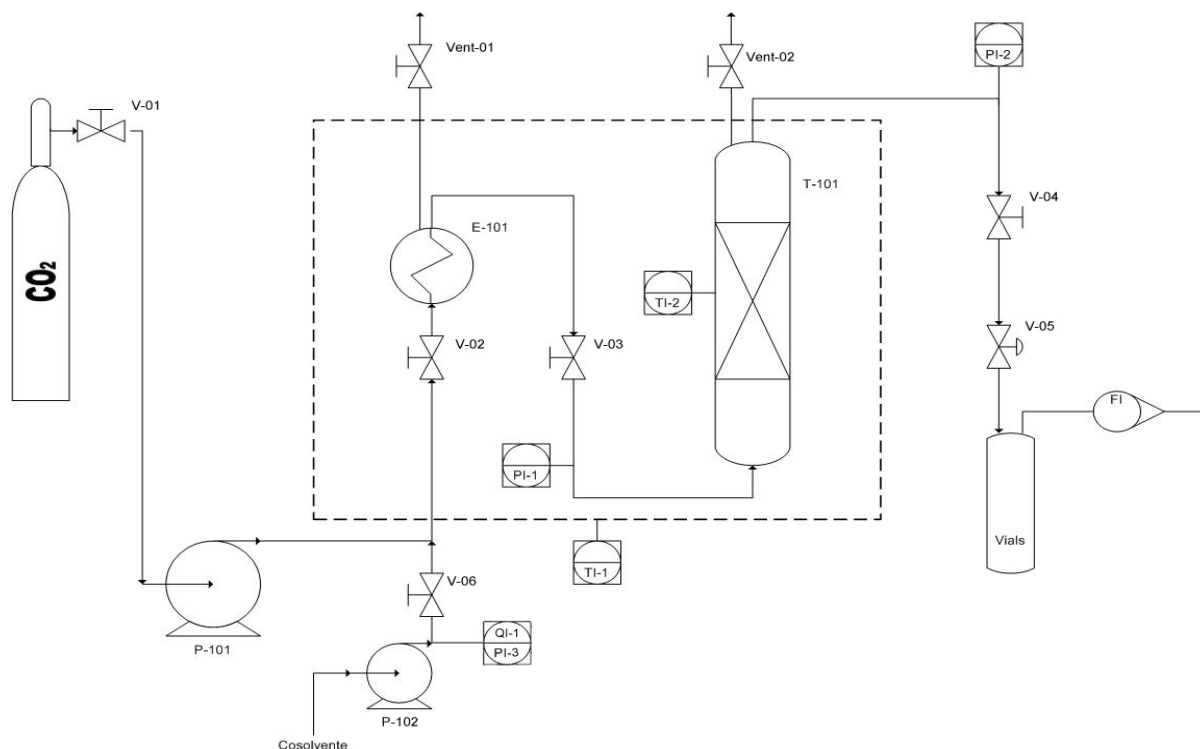 Vent-01
Vent-02
PI-2
V-01
T-101
V-04
E-101
CO2
TI-2
V-05
V-02
V-03
FI
PI-1
Vials
TI-1
V-06
QI-1
PI-3
P-101
P-102
Cosolvente